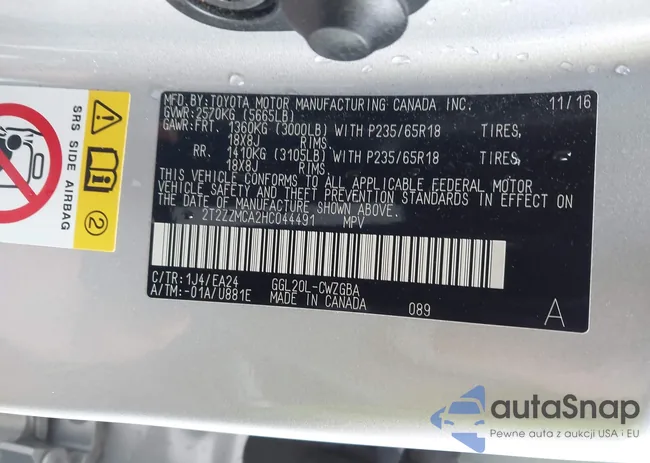 MFD. BY: TOYOTA MOTOR MANUFACTURING CANADA INC. 11/16
GVWR: 2570KG (5665LB)
GAWR: FRT. 1360KG (3000LB) WITH P235/65R18 TIRES,
18X8J RIMS.
RR. 1410KG (3105LB) WITH P235/65R18 TIRES,
18X8J RIMS.
THIS VEHICLE CONFORMS TO ALL APPLICABLE FEDERAL MOTOR
VEHICLE SAFETY AND THEFT PREVENTION STANDARDS IN EFFECT ON
THE DATE OF MANUFACTURE SHOWN ABOVE.
2T2ZZMCA2HC044491 MPV
C/TR: 1J4/EA24 GGL20L-CWZGBA
A/TM: -01A/U881E MADE IN CANADA 089 A
SRS SIDE AIRBAG
2
autaSnap
Pewne auta z aukcji USA i EU